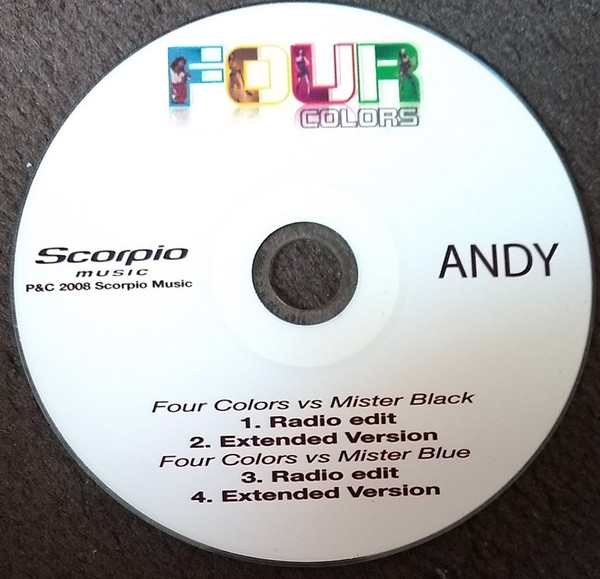 FOUR
COLORS
Scorpio
music
P&C 2008 Scorpio Music
ANDY
Four Colors vs Mister Black
1. Radio edit
2. Extended Version
Four Colors vs Mister Blue
3. Radio edit
4. Extended Version